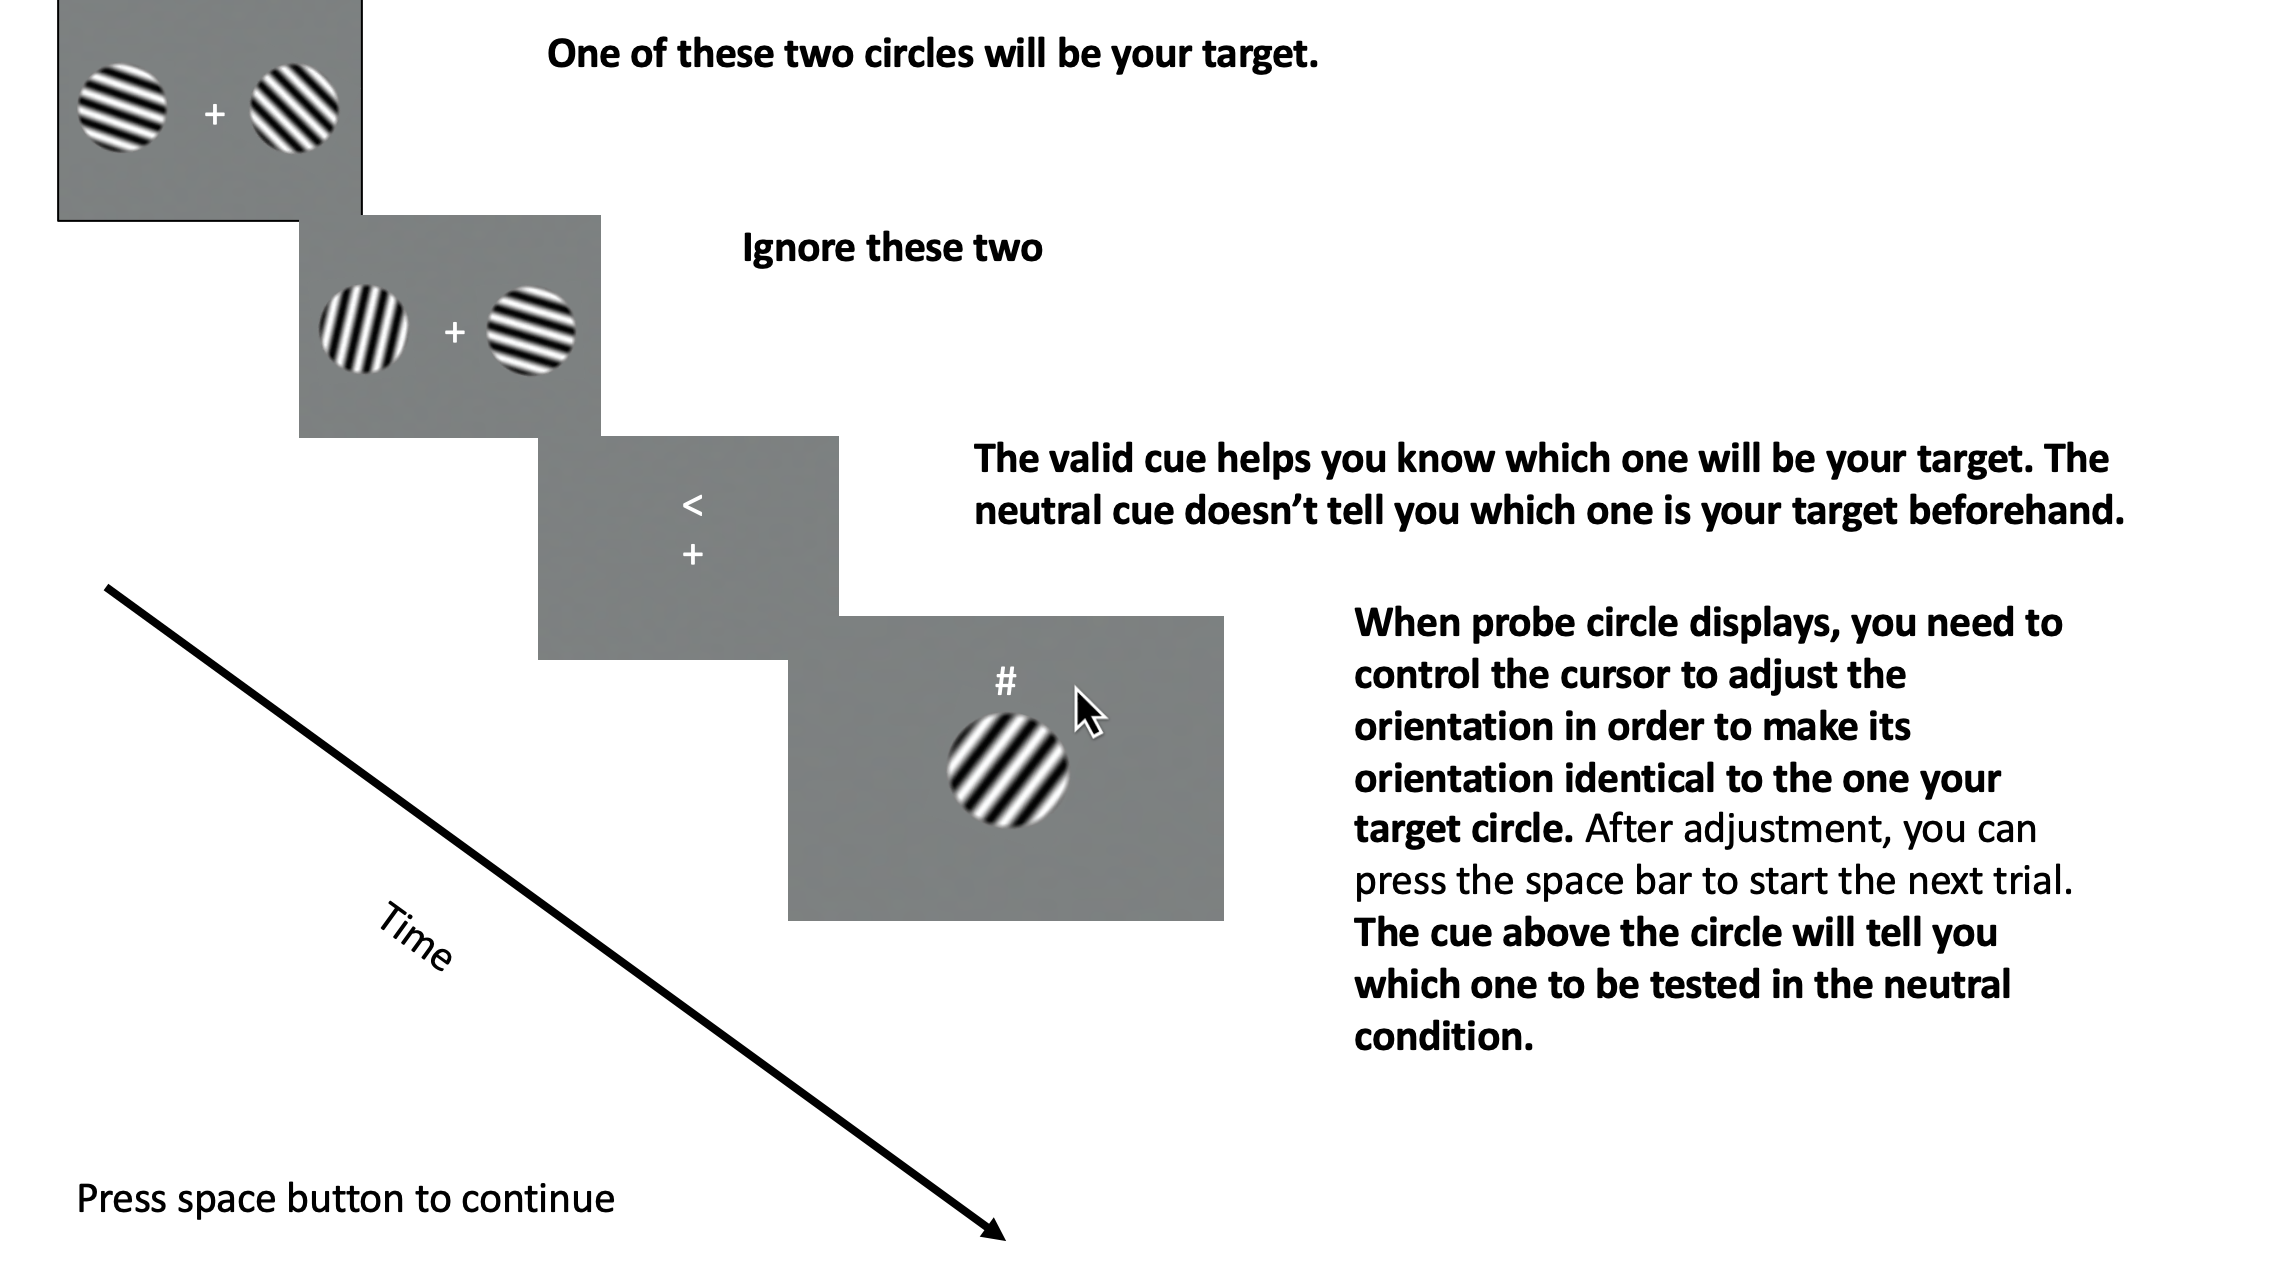 One of these two circles will be your target.
+
Ignore these two
+
The valid cue helps you know which one will be your target. The
neutral cue doesn’t tell you which one is your target beforehand.
<
+
When probe circle displays, you need to
control the cursor to adjust the
orientation in order to make its
orientation identical to the one your
target circle. After adjustment, you can
press the space bar to start the next trial.
The cue above the circle will tell you
which one to be tested in the neutral
condition.
#
Time
Press space button to continue